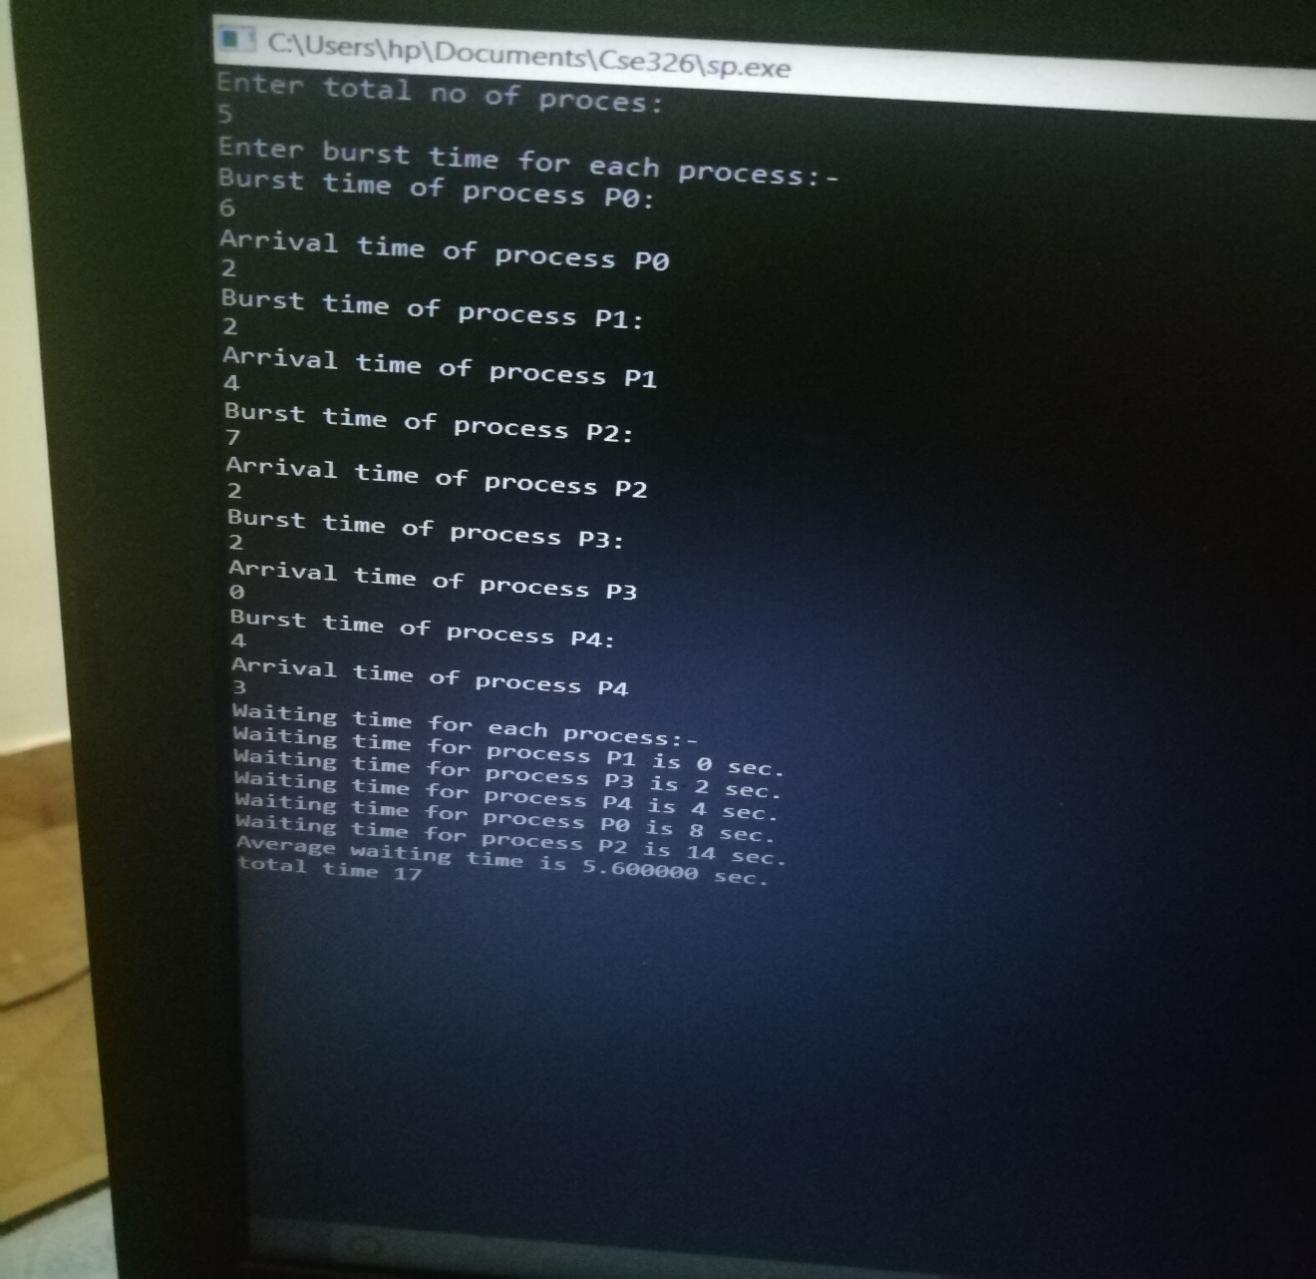 C:\Users\hp\Documents\Cse326\sp.exe
Enter total no of proces:
5
Enter burst time for each process:-
Burst time of process P0:
6
Arrival time of process P0
2
Burst time of process P1:
2
Arrival time of process P1
4
Burst time of process P2:
7
Arrival time of process P2
2
Burst time of process P3:
2
Arrival time of process P3
0
Burst time of process P4:
4
Arrival time of process P4
3
Waiting time for each process:-
Waiting time for process P1 is 0 sec.
Waiting time for process P3 is 2 sec.
Waiting time for process P4 is 4 sec.
Waiting time for process P0 is 8 sec.
Waiting time for process P2 is 14 sec.
Average waiting time is 5.600000 sec.
total time 17